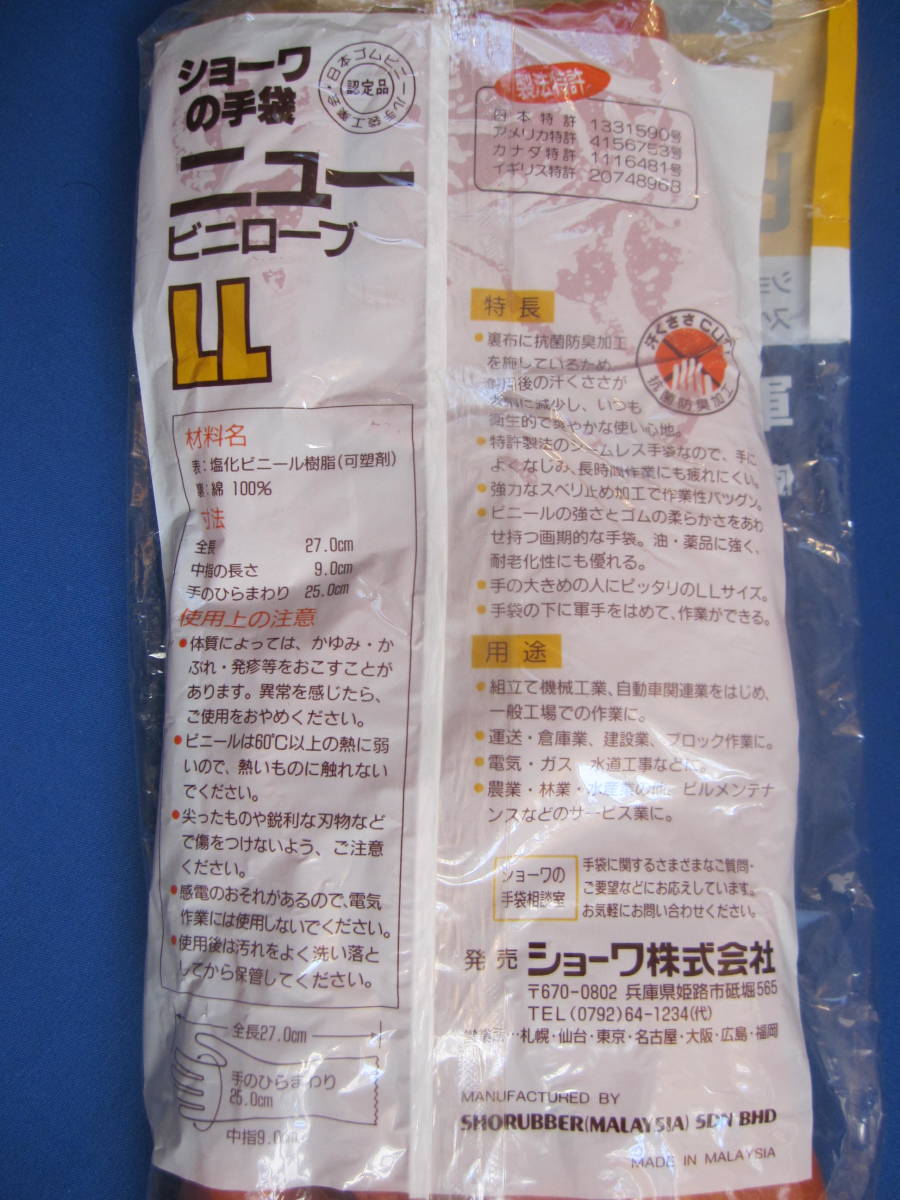 ショーワ
の手袋
日本ゴムビニール手袋工業会
認定品
ニュー
ビニローブ
LL
材料名
表：塩化ビニール樹脂(可塑剤)
裏：綿 100%
寸法
全長 27.0cm
中指の長さ 9.0cm
手のひらまわり 25.0cm
使用上の注意
●体質によっては、かゆみ・か
ぶれ・発疹等をおこすことが
あります。異常を感じたら、
ご使用をおやめください。
●ビニールは60℃以上の熱に弱
いので、熱いものに触れない
でください。
●尖ったものや鋭利な刃物など
で傷をつけないよう、ご注意
ください。
●感電のおそれがあるので、電気
作業には使用しないでください。
●使用後は汚れをよく洗い落と
してから保管してください。
全長27.0cm
手のひらまわり
25.0cm
中指9.0cm
製法特許
日本特許 1331590号
アメリカ特許 4156753号
カナダ特許 1116481号
イギリス特許 2074896B
特長
汗くささCUT
抗菌防臭加工
●裏布に抗菌防臭加工
を施しているため、
使用後の汗くささが
大幅に減少し、いつも
衛生的で爽やかな使い心地。
●特許製法のシームレス手袋なので、手に
よくなじみ、長時間作業にも疲れにくい。
●強力なスベリ止め加工で作業性バツグン。
●ビニールの強さとゴムの柔らかさをあわ
せ持つ画期的な手袋。油・薬品に強く、
耐老化性にも優れる。
●手の大きめの人にピッタリのLLサイズ。
●手袋の下に軍手をはめて、作業ができる。
用途
●組立て機械工業、自動車関連業をはじめ、
一般工場での作業に。
●運送・倉庫業、建設業、ブロック作業に。
●電気・ガス 水道工事などに。
●農業・林業・水産業の他 ビルメンテナ
ンスなどのサービス業に。
ショーワの
手袋相談室
手袋に関するさまざまなご質問・
ご要望などにお応えしています。
お気軽にお問い合わせください。
発売 ショーワ株式会社
〒670-0802 兵庫県姫路市砥堀565
TEL(0792)64-1234(代)
営業所…札幌・仙台・東京・名古屋・大阪・広島・福岡
MANUFACTURED BY
SHORUBBER(MALAYSIA) SDN BHD
MADE IN MALAYSIA